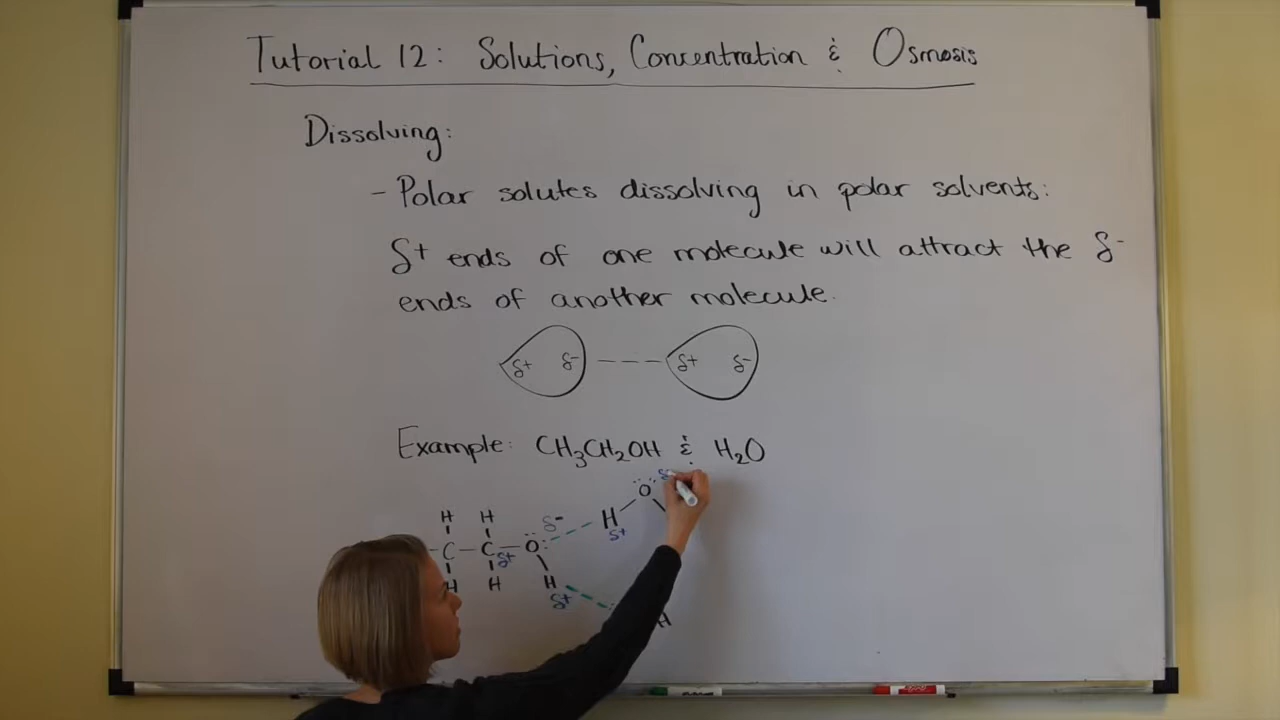 Tutorial 12: Solutions, Concentration & Osmosis
Dissolving:
- Polar solutes dissolving in polar solvents:
δ+ ends of one molecule will attract the δ-
ends of another molecule.
δ+ δ- --- δ+ δ-
Example: CH₃CH₂OH & H₂O
O δ
H H δ- H
δ+
C - C - O
δ+
H H H
δ+
H